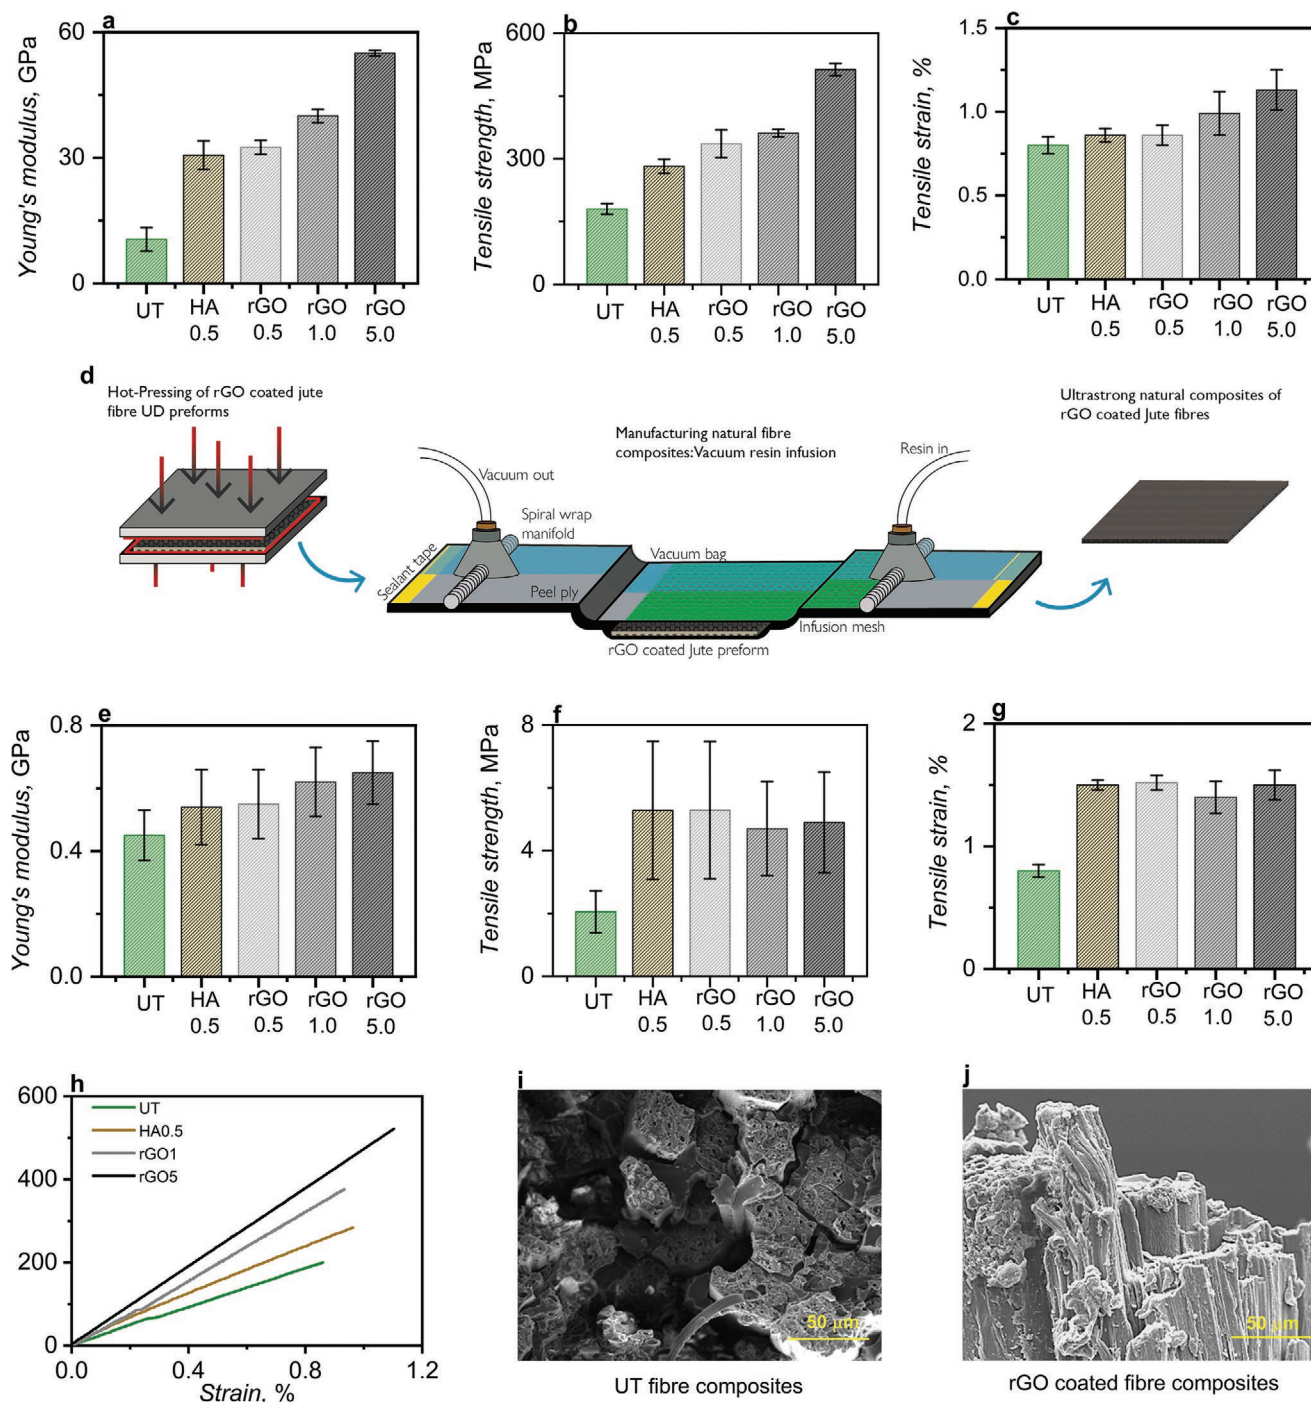 a
Young's modulus, GPa
60
30
0
UT
HA
0.5
rGO
0.5
rGO
1.0
rGO
5.0
b
Tensile strength, MPa
600
300
0
UT
HA
0.5
rGO
0.5
rGO
1.0
rGO
5.0
c
Tensile strain, %
1.5
1.0
0.5
0.0
UT
HA
0.5
rGO
0.5
rGO
1.0
rGO
5.0
d
Hot-Pressing of rGO coated jute
fibre UD preforms
Manufacturing natural fibre
composites:Vacuum resin infusion
Ultrastrong natural composites of
rGO coated Jute fibres
Vacuum out
Resin in
Spiral wrap
manifold
Sealant tape
Peel ply
Vacuum bag
Infusion mesh
rGO coated Jute preform
e
Young's modulus, GPa
0.8
0.4
0.0
UT
HA
0.5
rGO
0.5
rGO
1.0
rGO
5.0
f
Tensile strength, MPa
8
4
0
UT
HA
0.5
rGO
0.5
rGO
1.0
rGO
5.0
g
Tensile strain, %
2
1
0
UT
HA
0.5
rGO
0.5
rGO
1.0
rGO
5.0
h
600
400
200
0
UT
HA0.5
rGO1
rGO5
0.0
0.4
0.8
1.2
Strain, %
i
50 μm
UT fibre composites
j
50 μm
rGO coated fibre composites